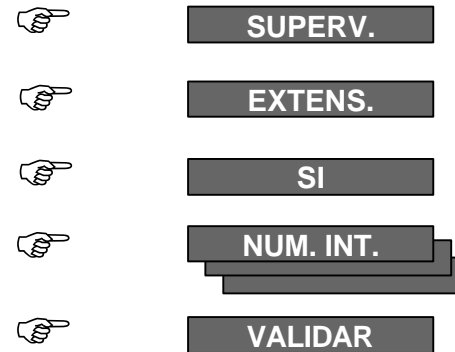 SUPERV.
EXTENS.
SI
NUM. INT.
VALIDAR